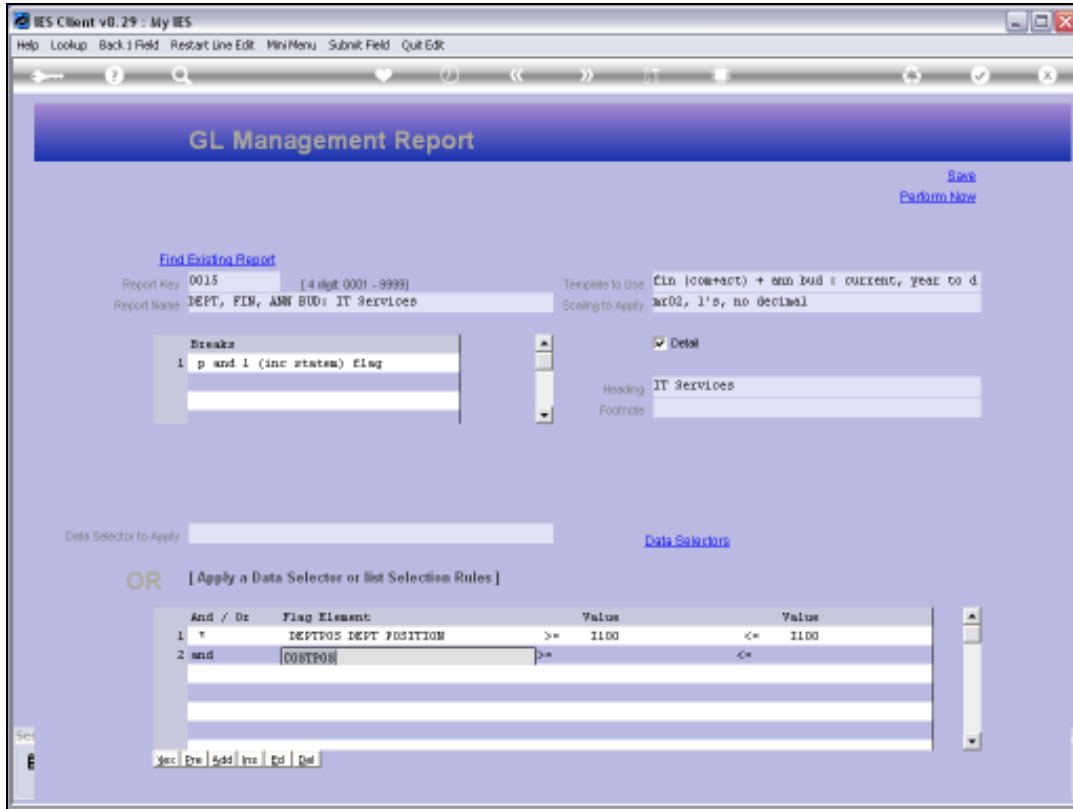 IES Client v8.29 : My IES
Help Lookup Back 1 Field Restart Line Edit Mini Menu Submit Field Quit Edit
GL Management Report
Save
Perform Now
Find Existing Report
Report Key 0015 [ 4 digit: 0001 - 9999] Template to Use fin (com+act) + ann bud : current, year to d
Report Name DEPT, FIN, ANN BUD: IT Services Scaling to Apply mr02, 1's, no decimal
Breaks Detail
1 p and l (inc statem) flag
Heading IT Services
Footnote
Data Selector to Apply Data Selectors
OR [ Apply a Data Selector or list Selection Rules ]
And / Or Flag Element Value Value
1 * DEPTPOS DEPT POSITION >= I100 <= I100
2 and COSTPOS >= <=
Nex Pre Add Ins Ed Del